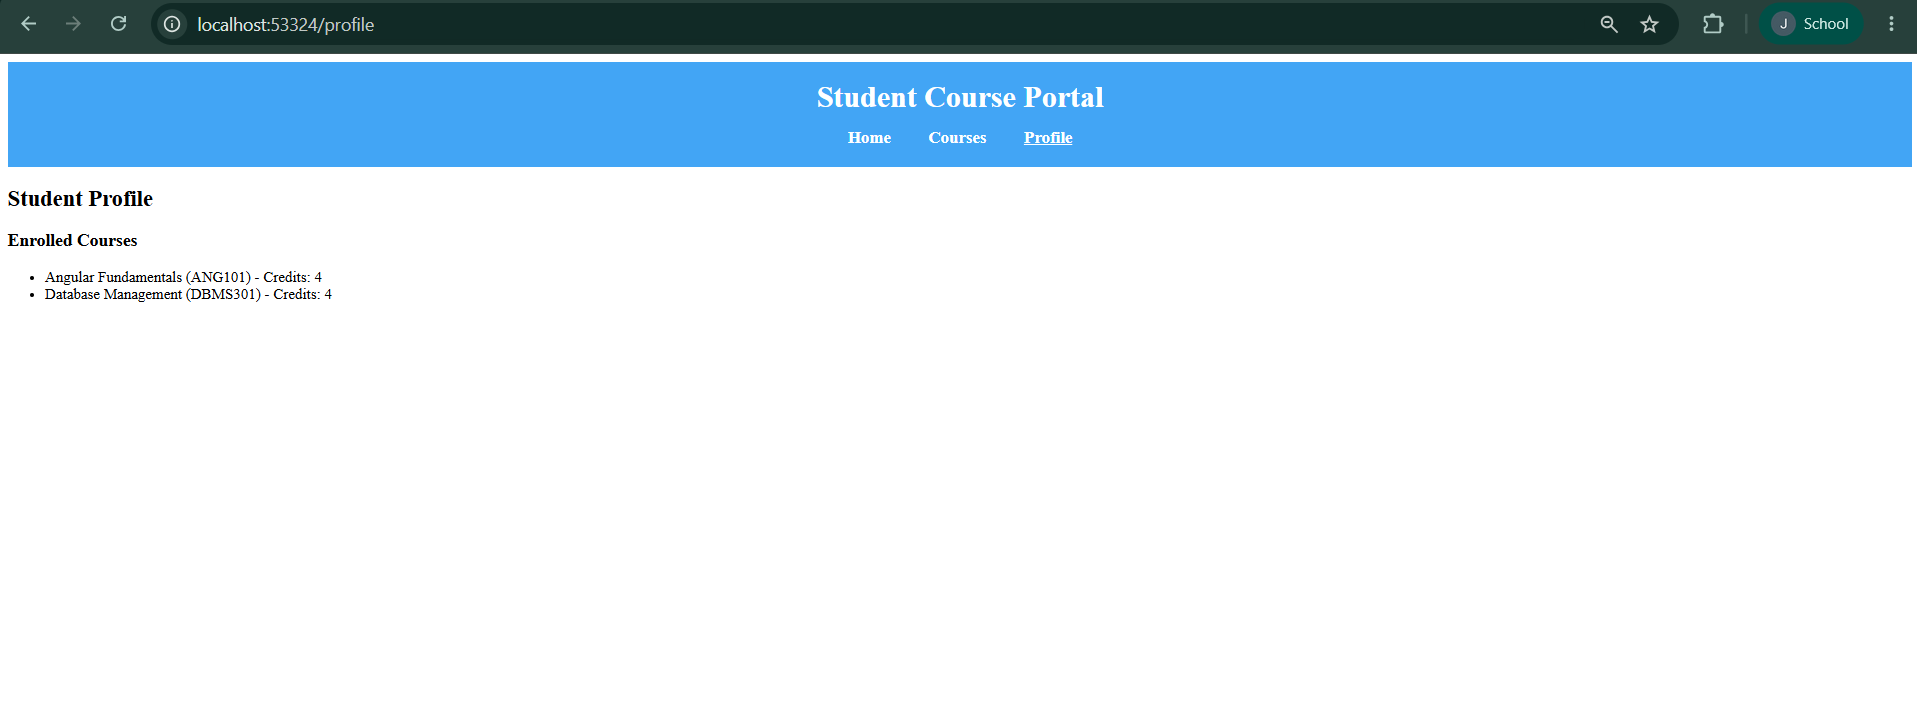 localhost:53324/profile
J School
Student Course Portal
Home Courses Profile
Student Profile
Enrolled Courses
• Angular Fundamentals (ANG101) - Credits: 4
• Database Management (DBMS301) - Credits: 4